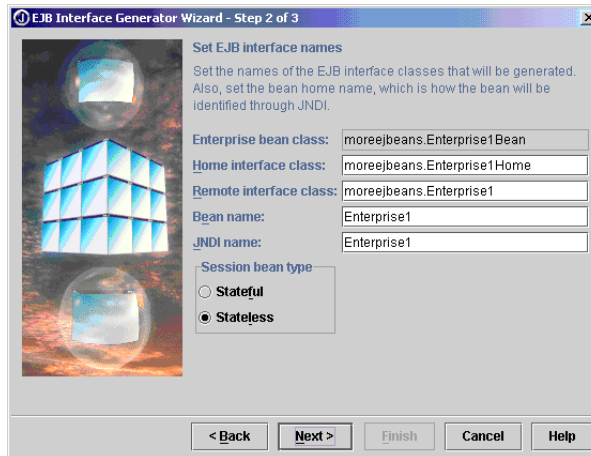 EJB Interface Generator Wizard - Step 2 of 3
Set EJB interface names
Set the names of the EJB interface classes that will be generated.
Also, set the bean home name, which is how the bean will be
identified through JNDI.
Enterprise bean class: moreejbeans.Enterprise1Bean
Home interface class: moreejbeans.Enterprise1Home
Remote interface class: moreejbeans.Enterprise1
Bean name: Enterprise1
JNDI name: Enterprise1
Session bean type
Stateful
Stateless
< Back Next > Finish Cancel Help